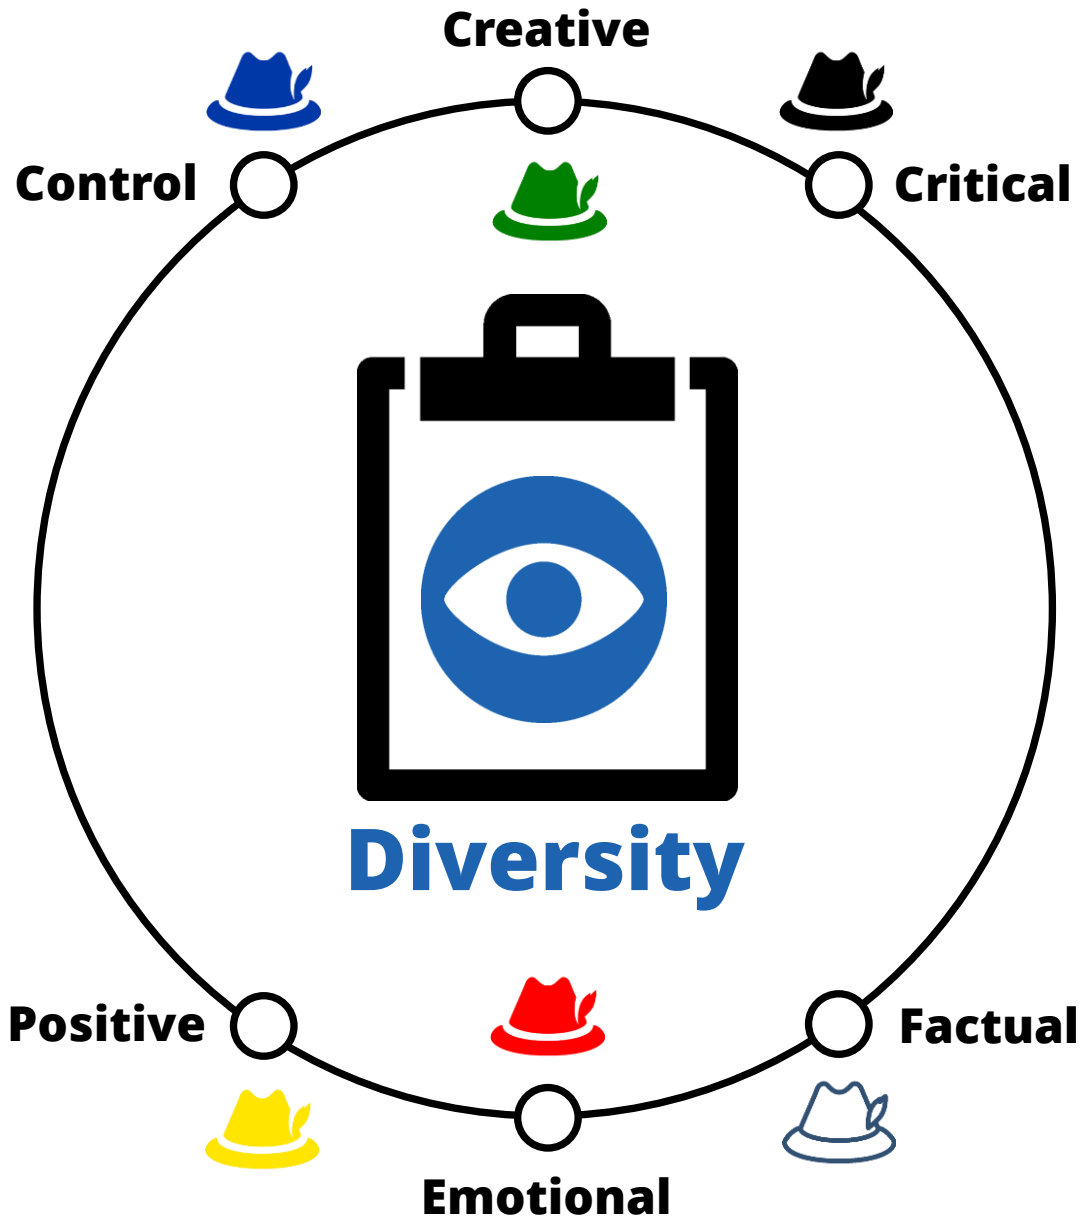 Creative
Control
Critical
Diversity
Positive
Factual
Emotional